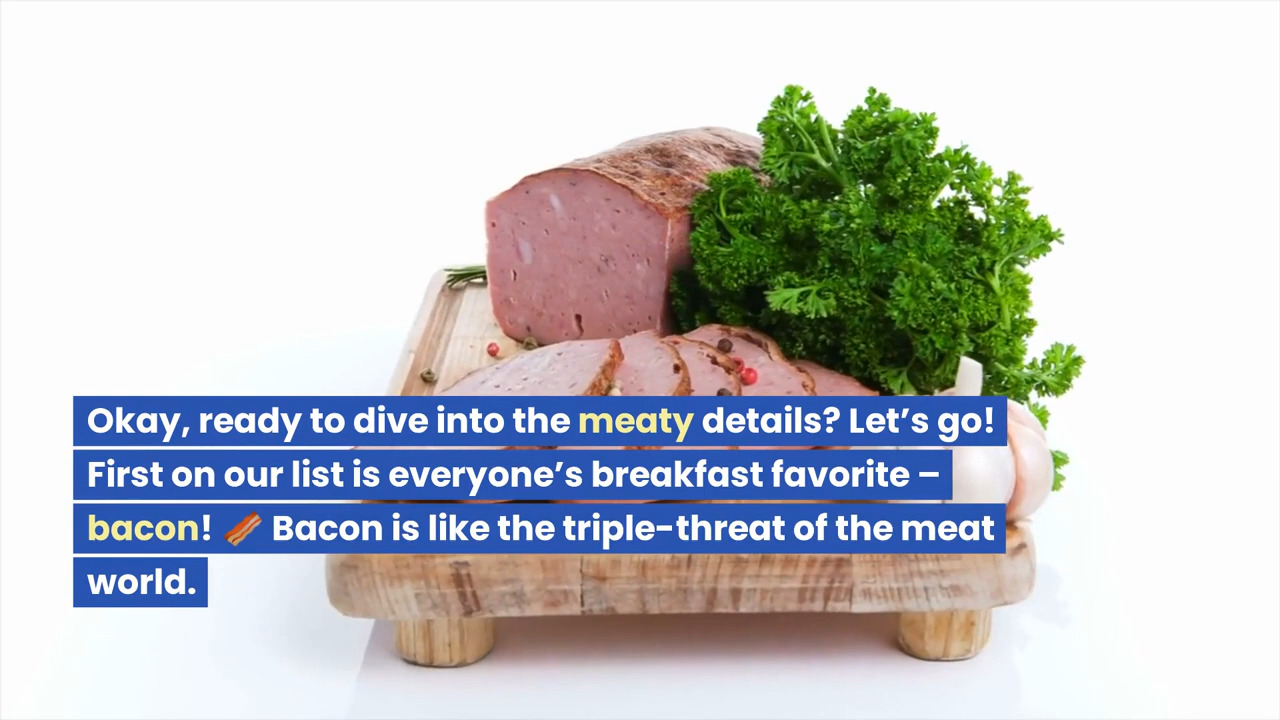 Okay, ready to dive into the meaty details? Let’s go!
First on our list is everyone’s breakfast favorite –
bacon! 🥓 Bacon is like the triple-threat of the meat
world.